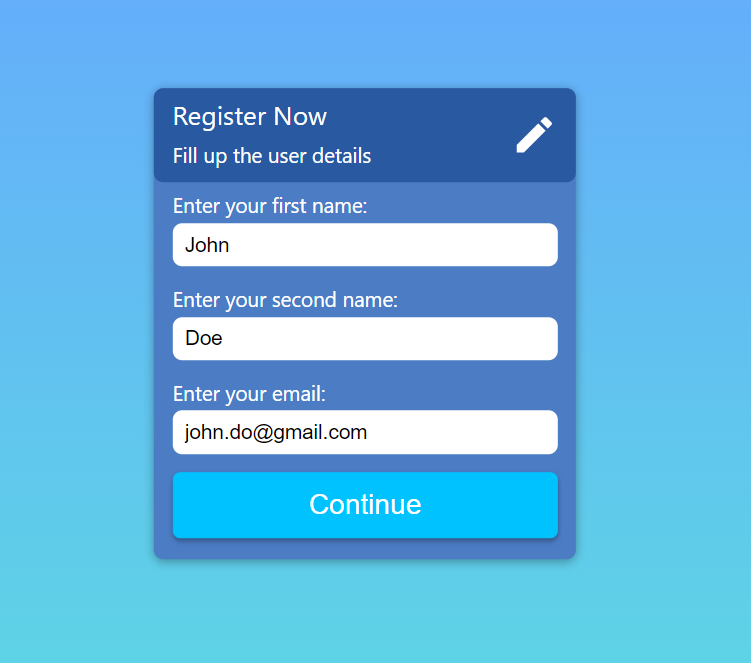 Register Now
Fill up the user details
Enter your first name:
John
Enter your second name:
Doe
Enter your email:
john.do@gmail.com
Continue